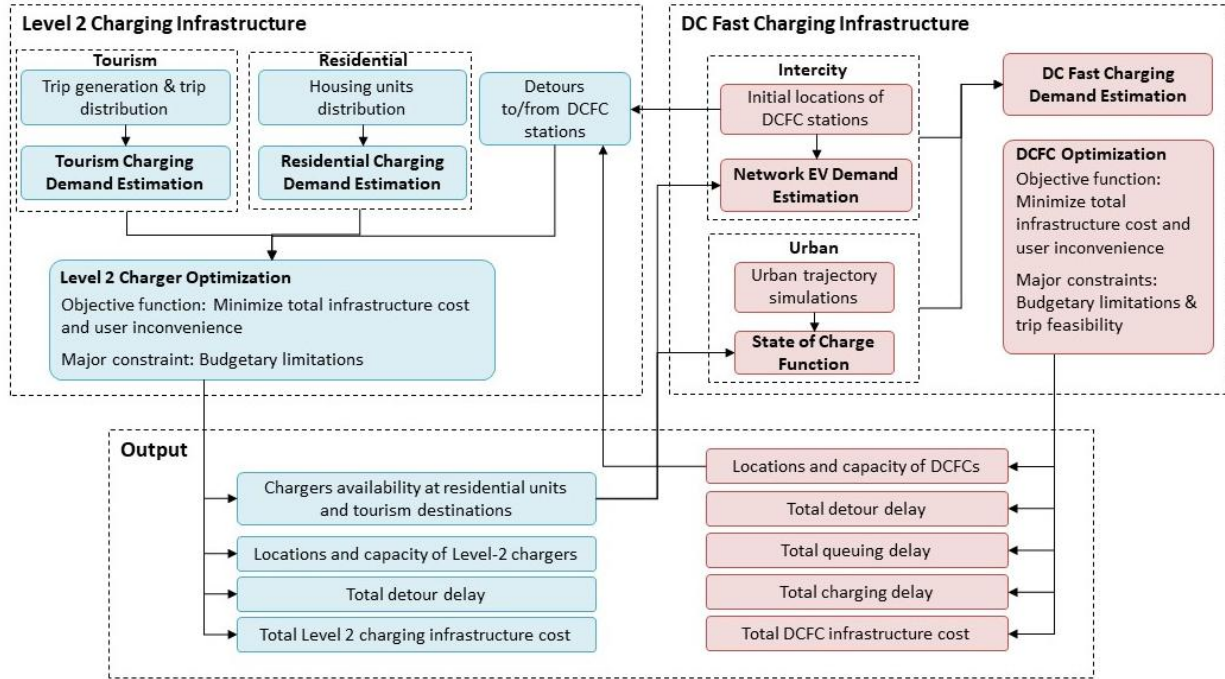 Level 2 Charging Infrastructure
Tourism
Trip generation & trip
distribution
Tourism Charging
Demand Estimation
Residential
Housing units
distribution
Residential Charging
Demand Estimation
Detours
to/from DCFC
stations
Level 2 Charger Optimization
Objective function: Minimize total infrastructure cost
and user inconvenience
Major constraint: Budgetary limitations
DC Fast Charging Infrastructure
Intercity
Initial locations of
DCFC stations
Network EV Demand
Estimation
Urban
Urban trajectory
simulations
State of Charge
Function
DC Fast Charging
Demand Estimation
DCFC Optimization
Objective function:
Minimize total
infrastructure cost and
user inconvenience
Major constraints:
Budgetary limitations &
trip feasibility
Output
Chargers availability at residential units
and tourism destinations
Locations and capacity of Level-2 chargers
Total detour delay
Total Level 2 charging infrastructure cost
Locations and capacity of DCFCs
Total detour delay
Total queuing delay
Total charging delay
Total DCFC infrastructure cost